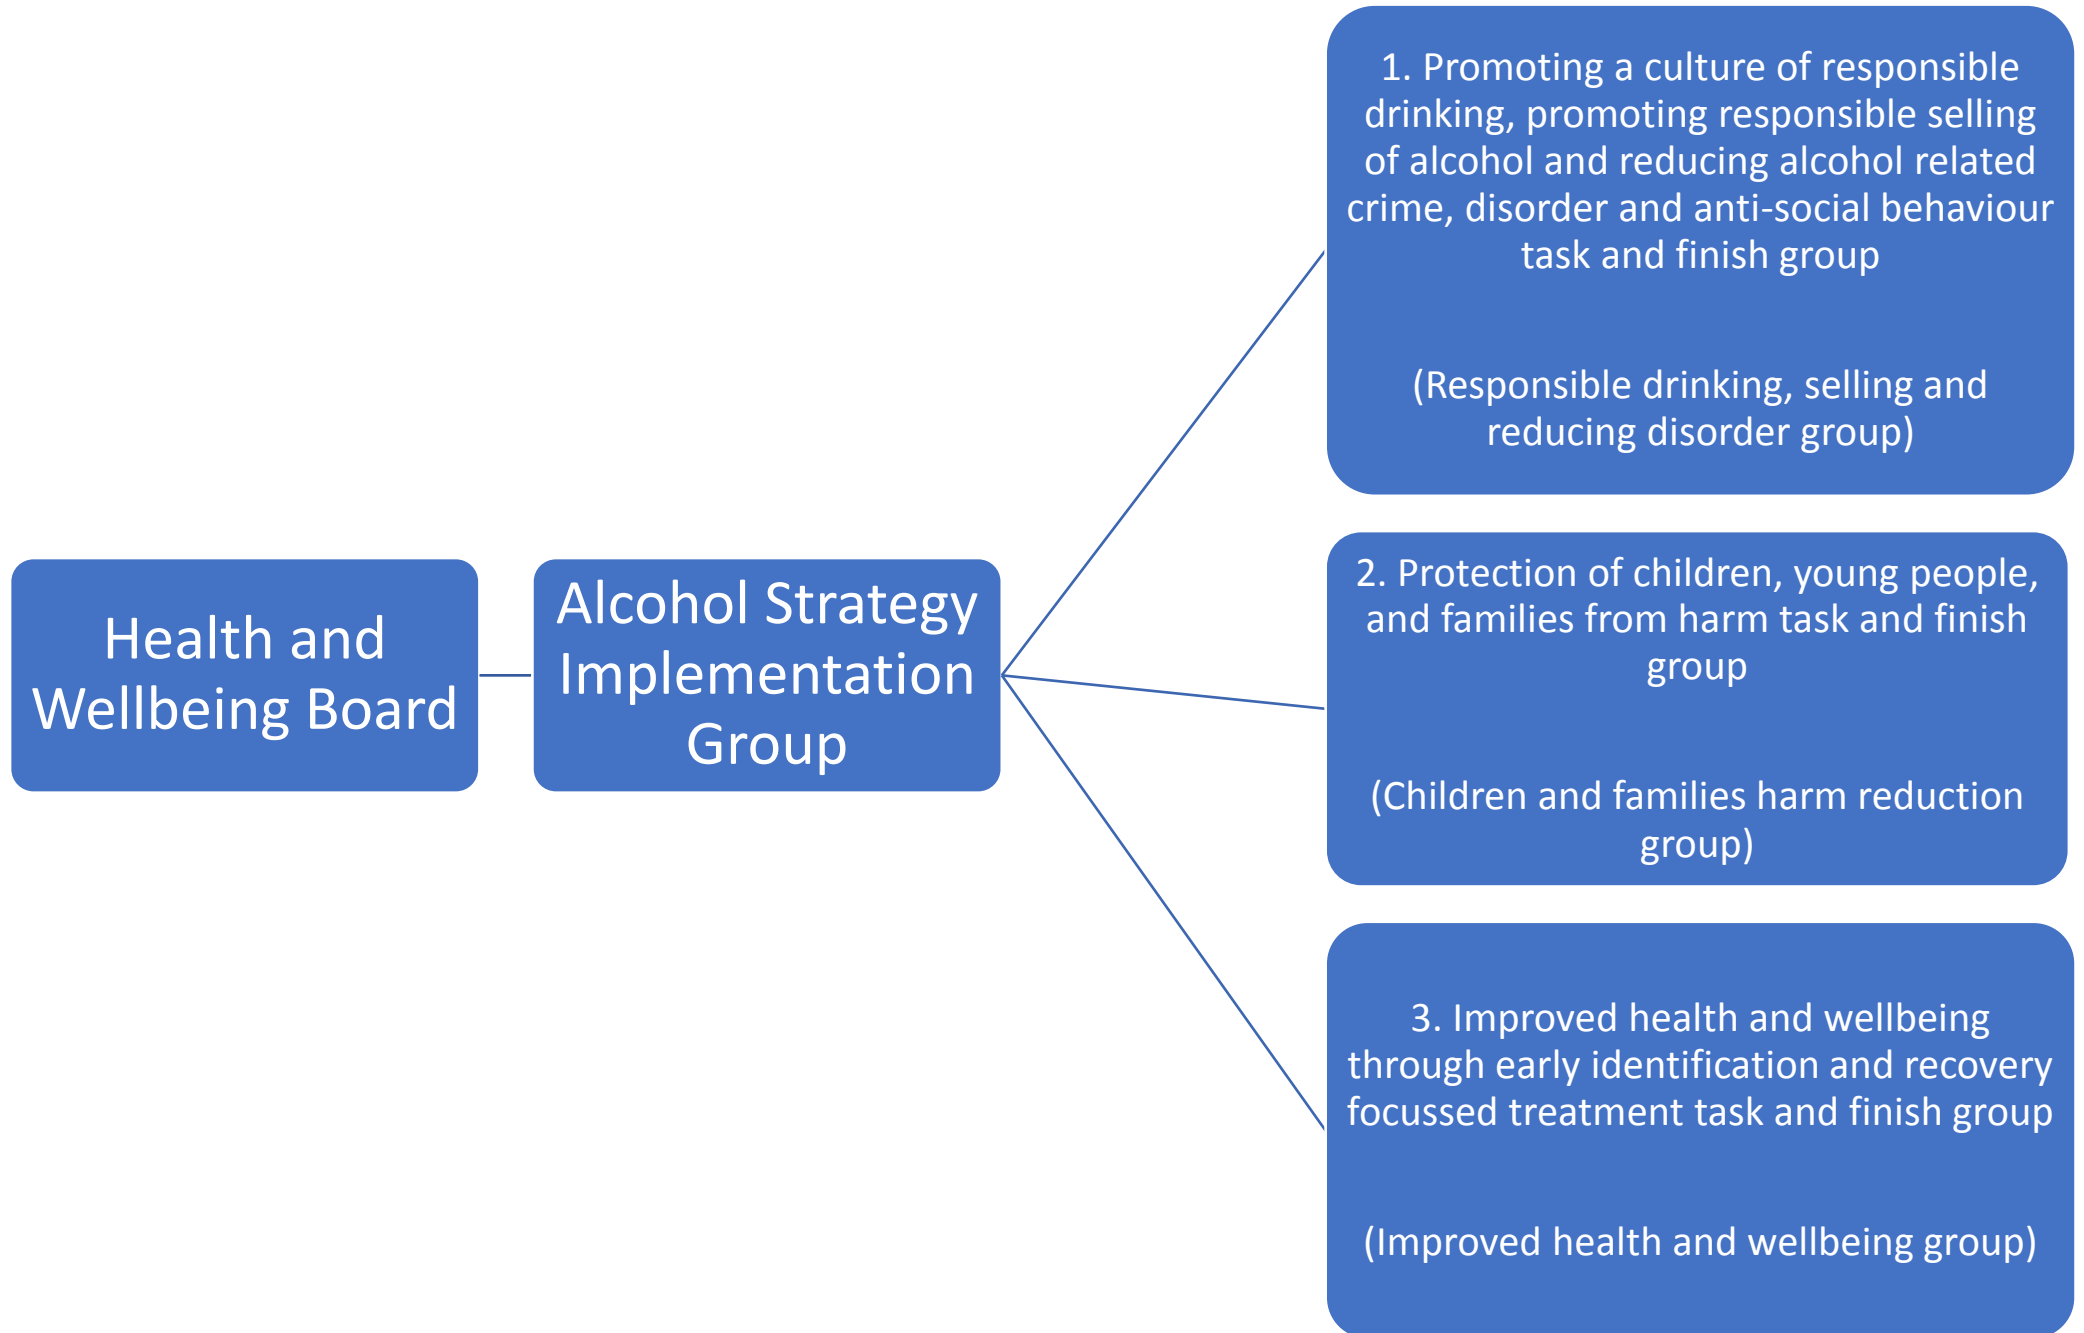 Health and
Wellbeing Board
Alcohol Strategy
Implementation
Group
1. Promoting a culture of responsible
drinking, promoting responsible selling
of alcohol and reducing alcohol related
crime, disorder and anti-social behaviour
task and finish group
(Responsible drinking, selling and
reducing disorder group)
2. Protection of children, young people,
and families from harm task and finish
group
(Children and families harm reduction
group)
3. Improved health and wellbeing
through early identification and recovery
focussed treatment task and finish group
(Improved health and wellbeing group)